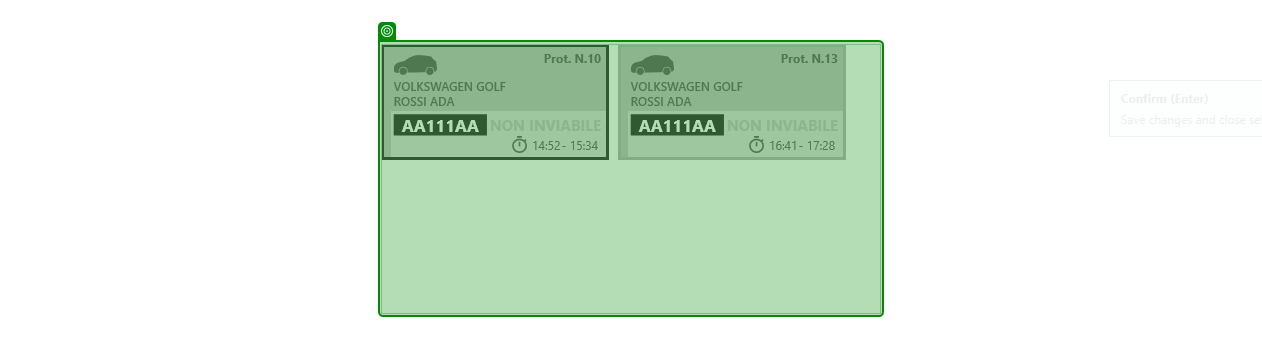 Prot. N.10
VOLKSWAGEN GOLF
ROSSI ADA
AA111AA NON INVIABILE
14:52 - 15:34
Prot. N.13
VOLKSWAGEN GOLF
ROSSI ADA
AA111AA NON INVIABILE
16:41 - 17:28
Confirm (Enter)
Save changes and close se